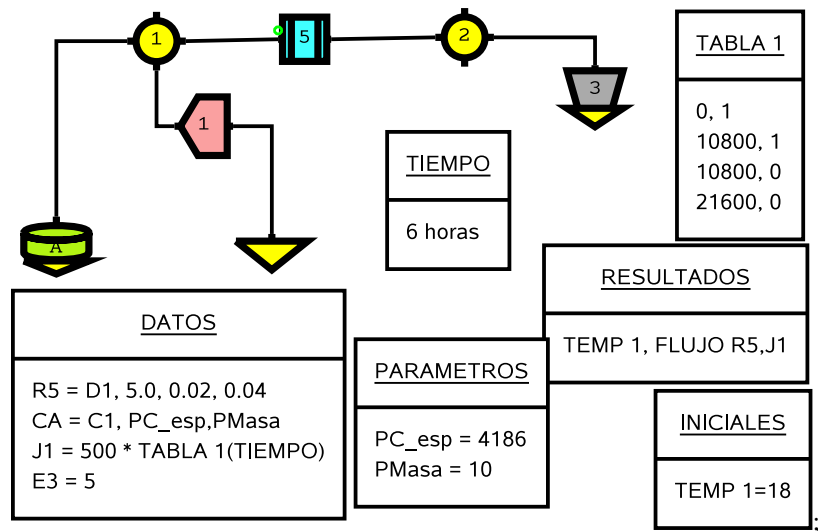 1
5
2
3
1
A
TABLA 1
0, 1
10800, 1
10800, 0
21600, 0
TIEMPO
6 horas
RESULTADOS
TEMP 1, FLUJO R5,J1
DATOS
R5 = D1, 5.0, 0.02, 0.04
CA = C1, PC_esp,PMasa
J1 = 500 * TABLA 1(TIEMPO)
E3 = 5
PARAMETROS
PC_esp = 4186
PMasa = 10
INICIALES
TEMP 1=18
;